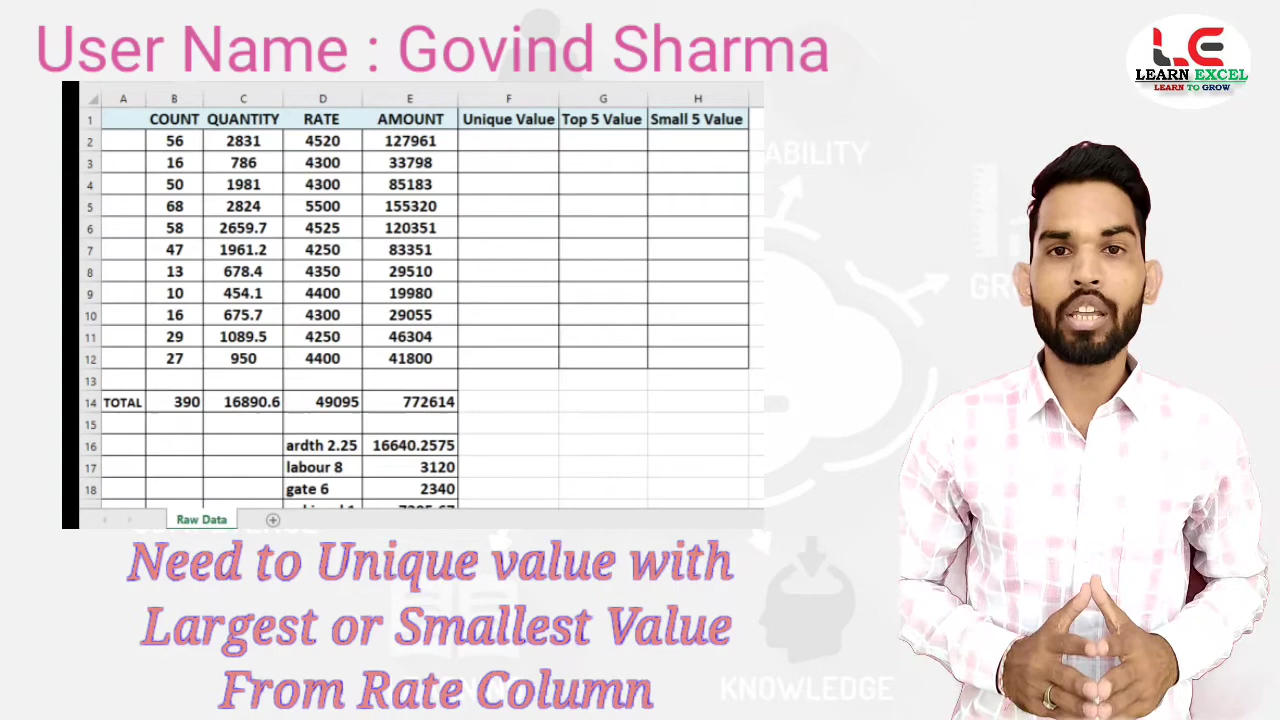 User Name : Govind Sharma
LE
LEARN EXCEL
LEARN TO GROW
A B C D E F G H
1 COUNT QUANTITY RATE AMOUNT Unique Value Top 5 Value Small 5 Value
2 56 2831 4520 127961
3 16 786 4300 33798
4 50 1981 4300 85183
5 68 2824 5500 155320
6 58 2659.7 4525 120351
7 47 1961.2 4250 83351
8 13 678.4 4350 29510
9 10 454.1 4400 19980
10 16 675.7 4300 29055
11 29 1089.5 4250 46304
12 27 950 4400 41800
13
14 TOTAL 390 16890.6 49095 772614
15
16 ardth 2.25 16640.2575
17 labour 8 3120
18 gate 6 2340
Raw Data
ABILITY
KNOWLEDGE
Need to Unique value with
Largest or Smallest Value
From Rate Column